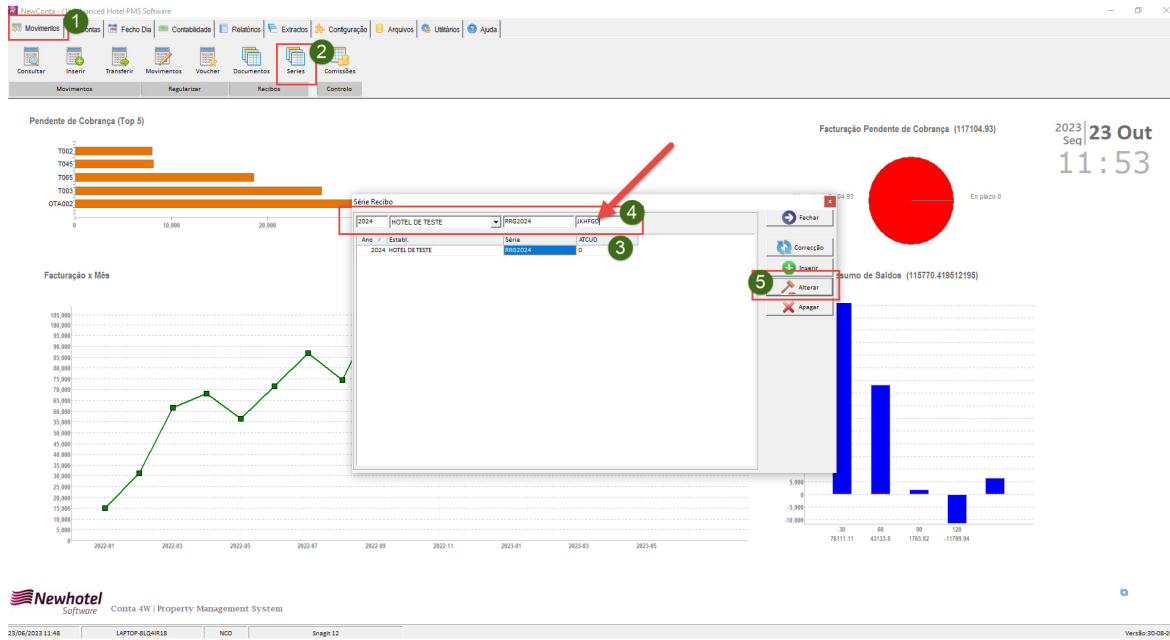 NewConta - (1) Advanced Hotel PMS Software
1
Movimentos Contas Fecho Dia Contabilidade Relatórios Extractos Configuração Arquivos Utilitários Ajuda
2
Consultar Inserir Transferir Movimentos Voucher Documentos Series Comissões
Movimentos Regularizar Recibos Controlo
Pendente de Cobrança (Top 5)
T002
T045
T065
T003
OTA002
0 10,000 20,000
Facturação Pendente de Cobrança (117104.93)
En plazo 0
2023
Seg
23 Out
11:53
Série Recibo
2024 HOTEL DE TESTE RRG2024 JKHFGD
4
Ano / Establ. Série ATCUD
2024 HOTEL DE TESTE RRG2024 0
3
Fechar
Correcção
Inserir
5
Alterar
Apagar
Facturação x Mês
105,000
100,000
95,000
90,000
85,000
80,000
75,000
70,000
65,000
60,000
55,000
50,000
45,000
40,000
35,000
30,000
25,000
20,000
15,000
10,000
5,000
0
2022-01 2022-03 2022-05 2022-07 2022-09 2022-11 2023-01 2023-03 2023-05
sumo de Saldos (115770.419512195)
5,000
0
-5,000
-10,000
30 60 90 120
76111.11 43133.8 1765.82 -11789.94
Newhotel
Software
Conta 4W | Property Management System
23/06/2023 11:48 LAPTOP-8LQ4IR18 NCO Snagit 12 Versão:30-08-2